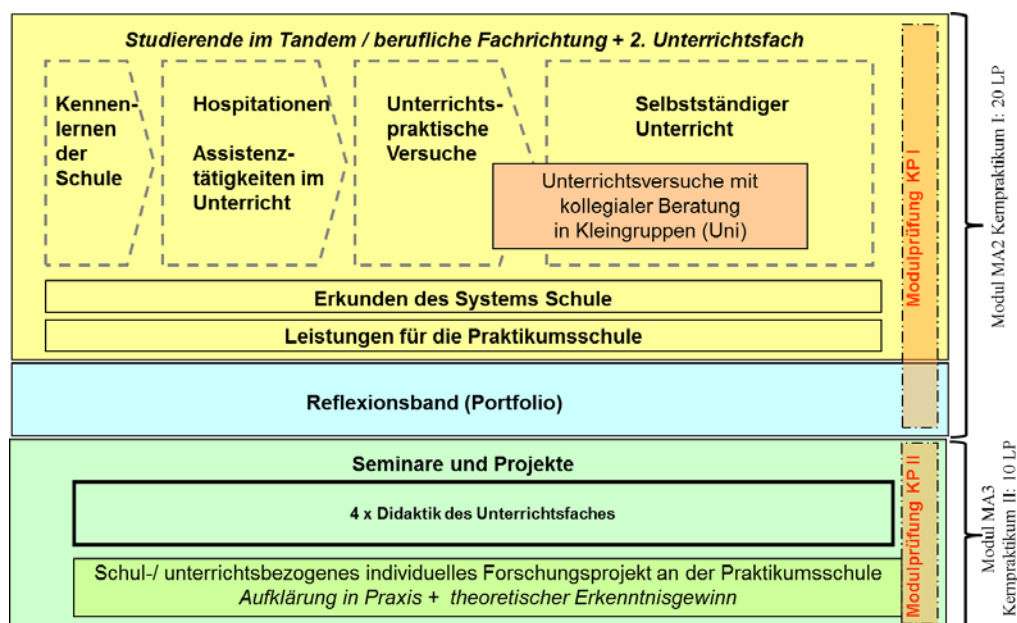 Studierende im Tandem / berufliche Fachrichtung + 2. Unterrichtsfach
Kennen-
lernen
der
Schule
Hospitationen
Assistenz-
tätigkeiten im
Unterricht
Unterrichts-
praktische
Versuche
Selbstständiger
Unterricht
Unterrichtsversuche mit
kollegialer Beratung
in Kleingruppen (Uni)
Erkunden des Systems Schule
Leistungen für die Praktikumsschule
Modulprüfung KP I
Modul MA2 Kernpraktikum I: 20 LP
Reflexionsband (Portfolio)
Seminare und Projekte
4 x Didaktik des Unterrichtsfaches
Schul-/ unterrichtsbezogenes individuelles Forschungsprojekt an der Praktikumsschule
Aufklärung in Praxis + theoretischer Erkenntnisgewinn
Modulprüfung KP II
Modul MA3
Kernpraktikum II: 10 LP